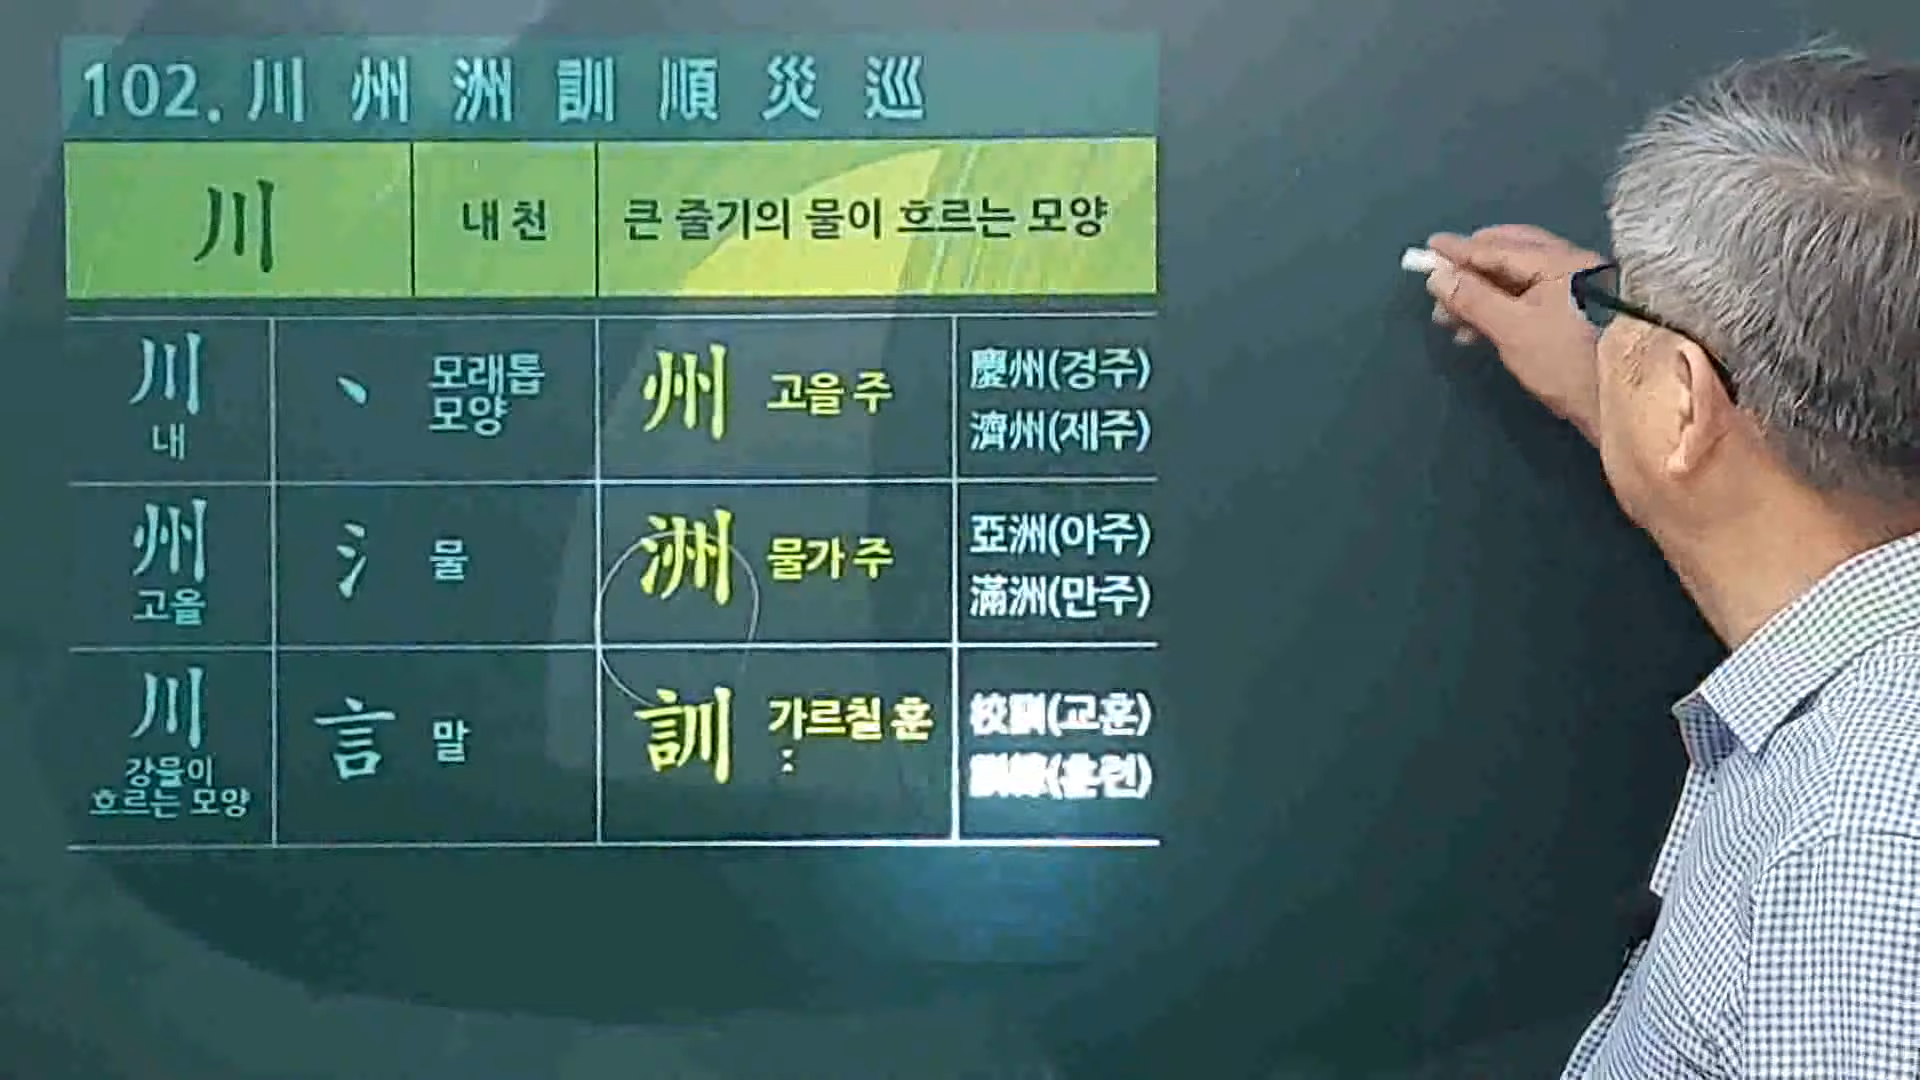 102. 川 州 洲 訓 順 災 巡
川 내 천 큰 줄기의 물이 흐르는 모양
川 내 丶 모래톱 모양 州 고을 주 慶州(경주) 濟州(제주)
州 고을 氵 물 洲 물가 주 亞洲(아주) 滿洲(만주)
川 강물이 흐르는 모양 言 말 訓 가르칠 훈 校訓(교훈) 訓鍊(훈련)